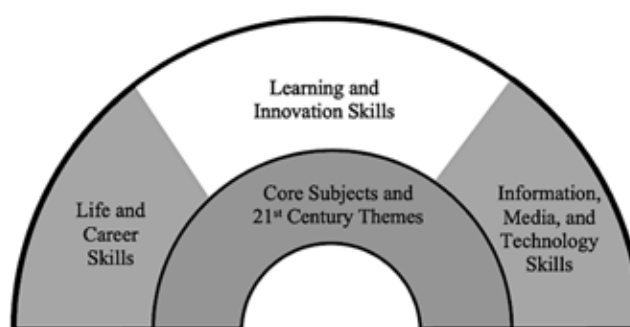 Learning and
Innovation Skills
Core Subjects and
21st Century Themes
Life and
Career
Skills
Information,
Media, and
Technology
Skills